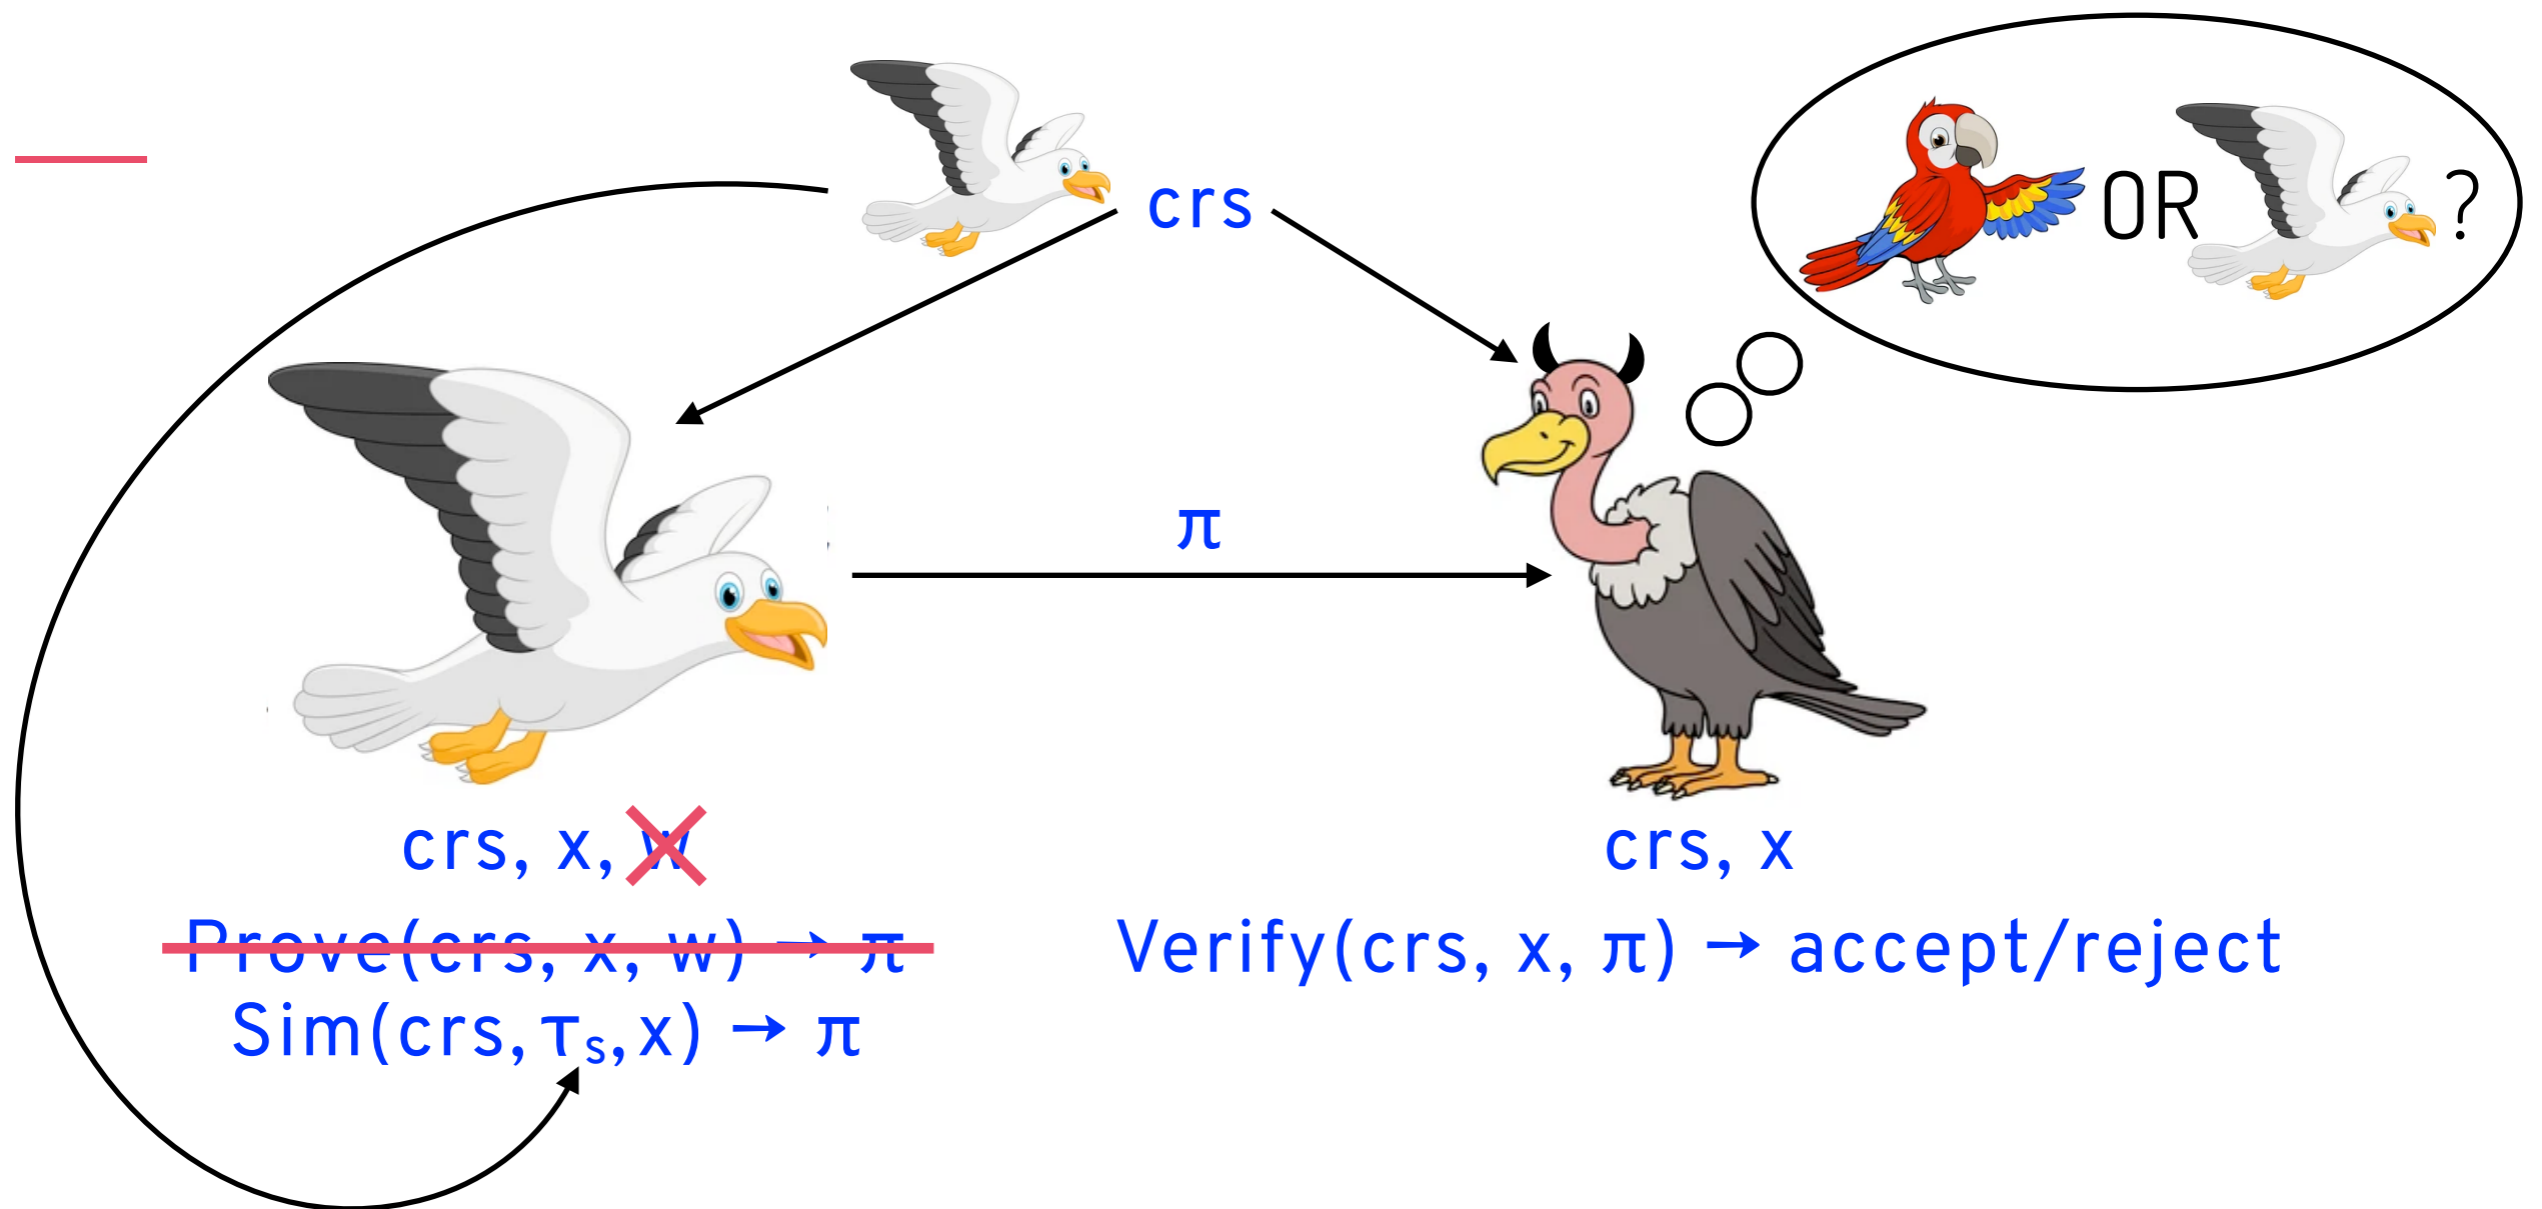 crs
OR ?
π
crs, x, w
crs, x
Prove(crs, x, w) → π
Verify(crs, x, π) → accept/reject
Sim(crs, τs, x) → π